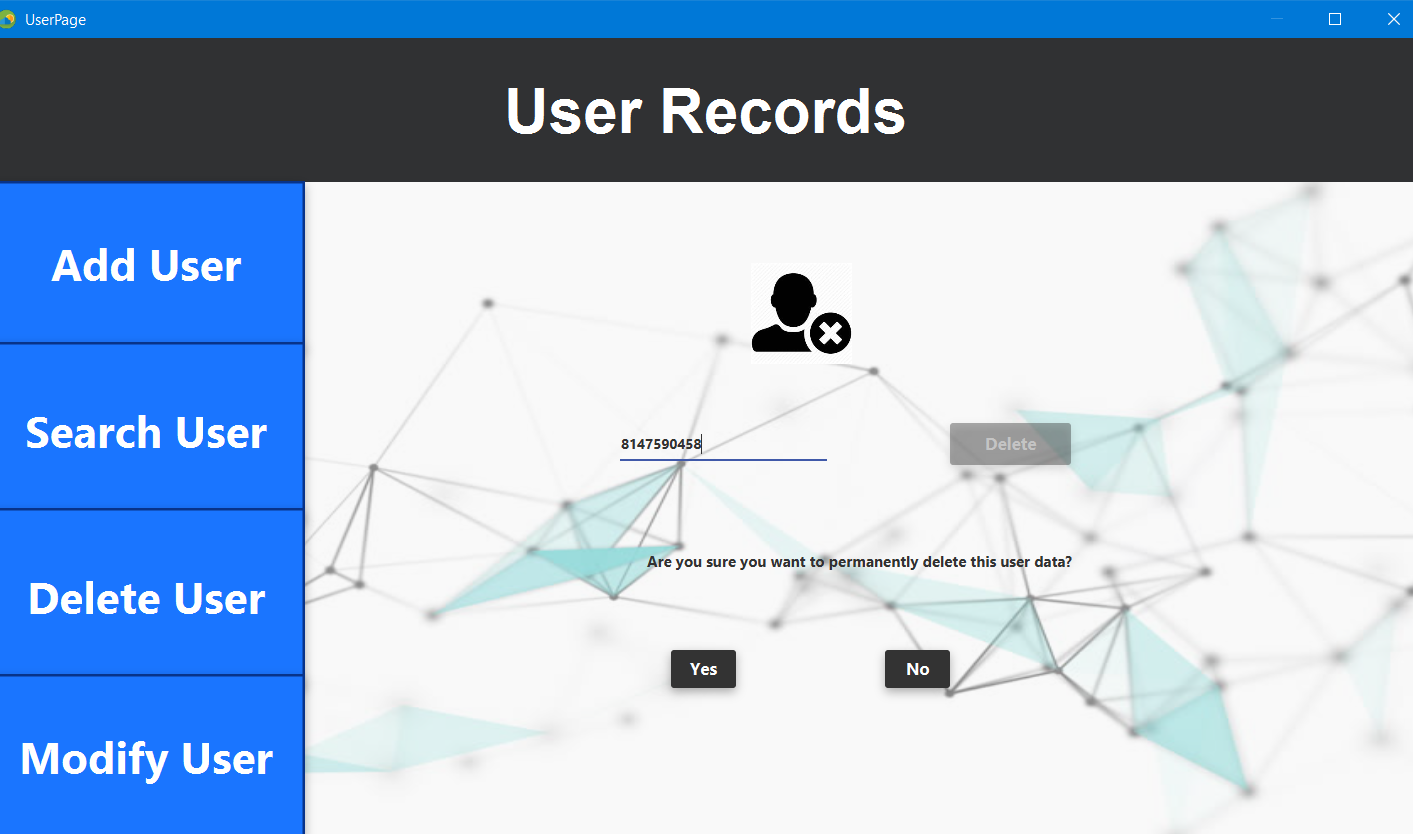 UserPage
User Records
Add User
Search User
Delete User
Modify User
8147590458
Delete
Are you sure you want to permanently delete this user data?
Yes
No